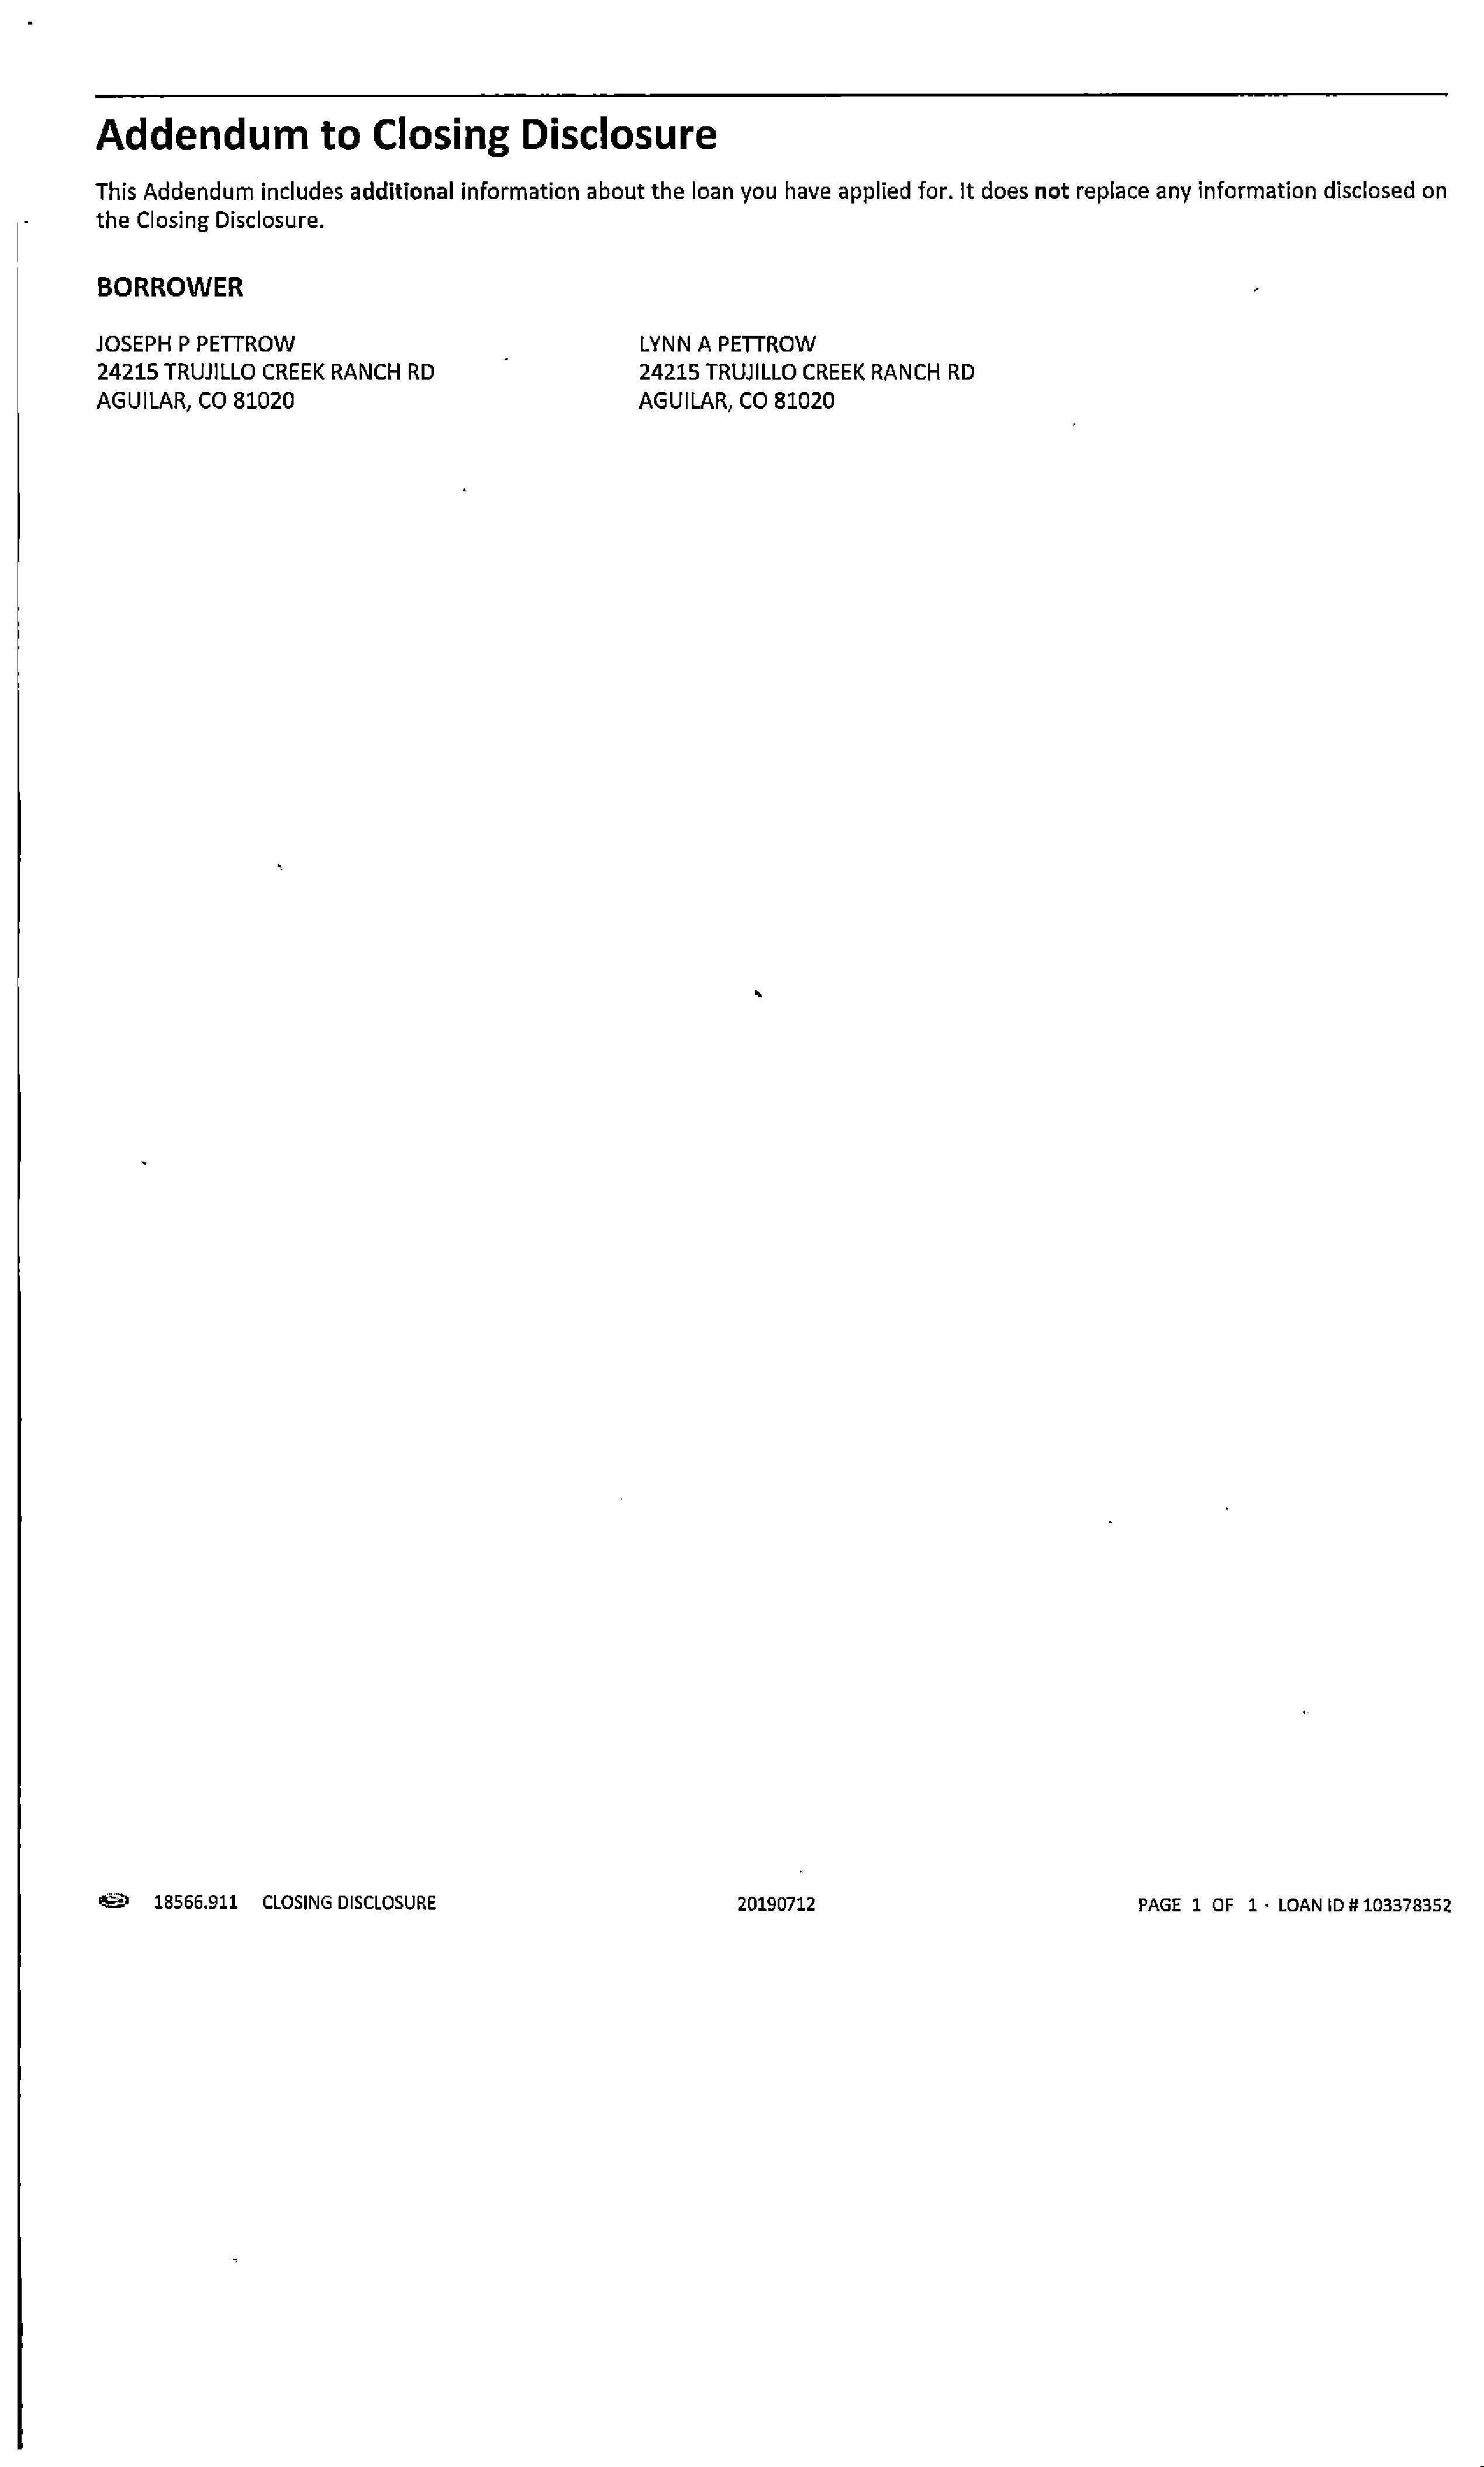 Addendum to Closing Disclosure
This Addendum includes additional information about the loan you have applied for. It does not replace any information disclosed on
the Closing Disclosure.
BORROWER
JOSEPH P PETTROW
24215 TRUJILLO CREEK RANCH RD
AGUILAR, CO 81020
LYNN A PETTROW
24215 TRUJILLO CREEK RANCH RD
AGUILAR, CO 81020
18566.911 CLOSING DISCLOSURE 20190712 PAGE 1 OF 1 · LOAN ID # 103378352